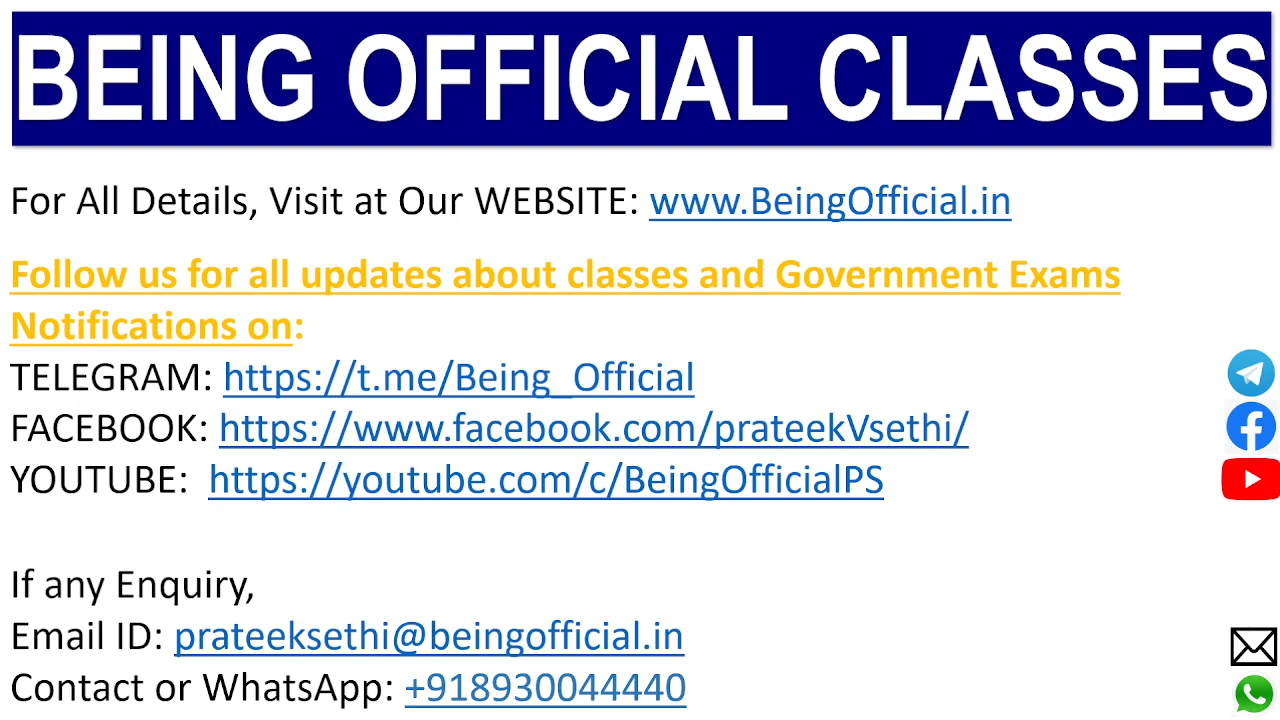 BEING OFFICIAL CLASSES
For All Details, Visit at Our WEBSITE: www.BeingOfficial.in
Follow us for all updates about classes and Government Exams
Notifications on:
TELEGRAM: https://t.me/Being_Official
FACEBOOK: https://www.facebook.com/prateekVsethi/
YOUTUBE: https://youtube.com/c/BeingOfficialPS
If any Enquiry,
Email ID: prateeksethi@beingofficial.in
Contact or WhatsApp: +918930044440